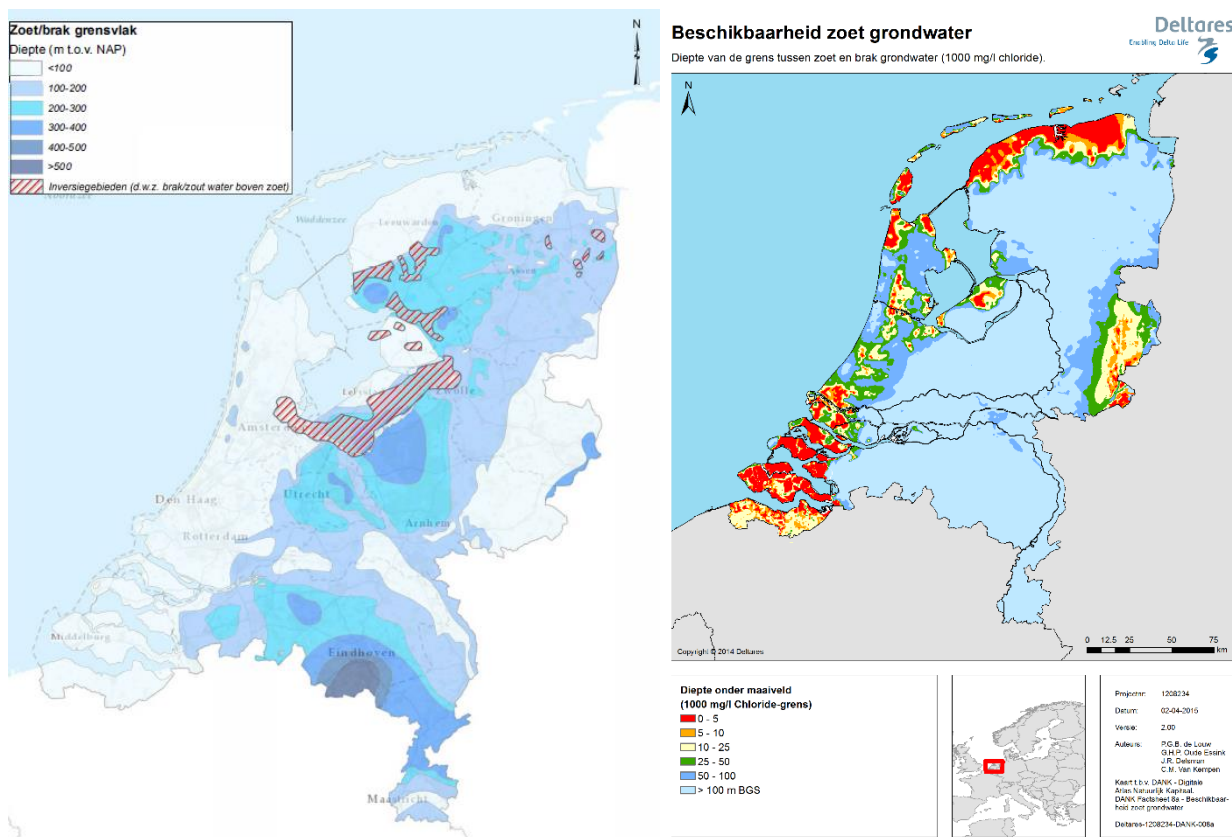 Zoet/brak grensvlak
Diepte (m t.o.v. NAP)
<100
100-200
200-300
300-400
400-500
>500
Inversiegebieden (d.w.z. brak/zout water boven zoet)
N
Noordzee
Waddenzee
Leeuwarden
Groningen
Assen
Zwolle
Amsterdam
Den Haag
Utrecht
Arnhem
Rotterdam
Middelburg
Eindhoven
Maastricht
Beschikbaarheid zoet grondwater
Diepte van de grens tussen zoet en brak grondwater (1000 mg/l chloride).
Deltares
Enabling Delta Life
N
0 12.5 25 50 75
km
Copyright © 2014 Deltares
Diepte onder maaiveld
(1000 mg/l Chloride-grens)
0 - 5
5 - 10
10 - 25
25 - 50
50 - 100
> 100 m BGS
Projectnr: 1208234
Datum: 02-04-2015
Versie: 2.00
Auteurs: P.G.B. de Louw
G.H.P. Oude Essink
J.R. Delsman
C.M. Van Kempen
Kaart t.b.v. DANK - Digitale
Atlas Natuurlijk Kapitaal.
DANK Factsheet 8a - Beschikbaar-
heid zoet grondwater
Deltares-1208234-DANK-008a